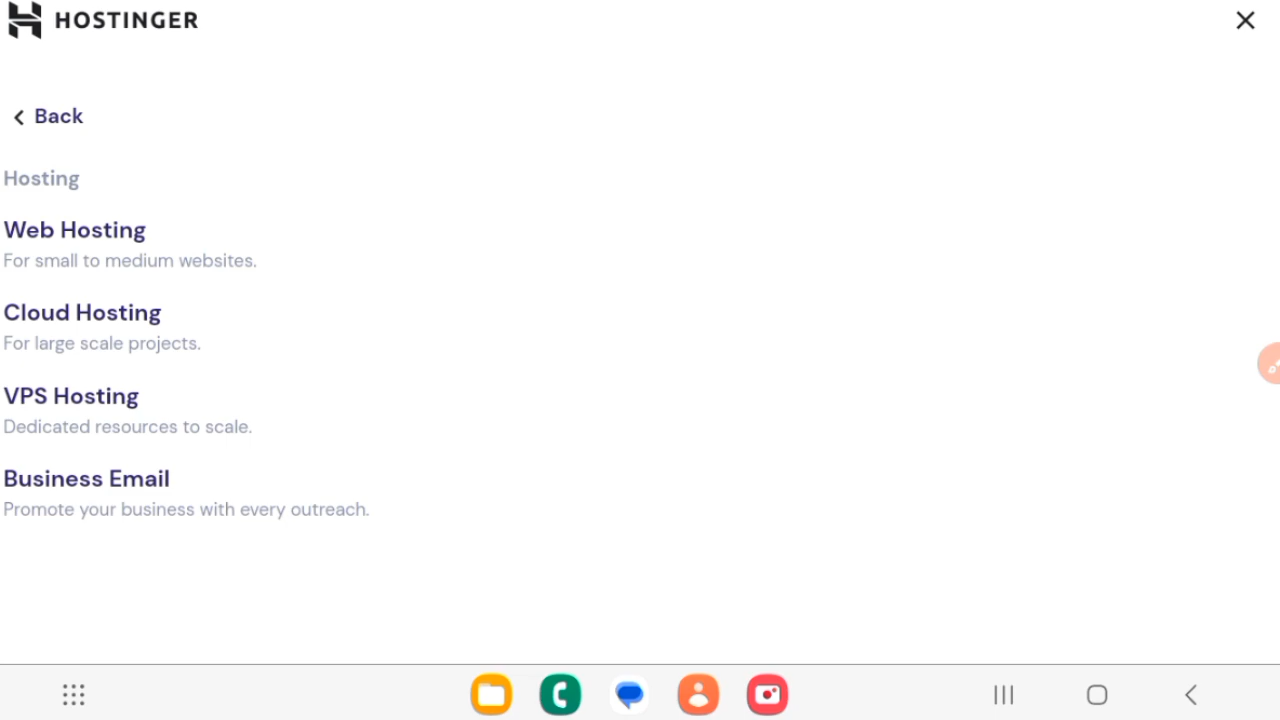 HOSTINGER
Back
Hosting
Web Hosting
For small to medium websites.
Cloud Hosting
For large scale projects.
VPS Hosting
Dedicated resources to scale.
Business Email
Promote your business with every outreach.